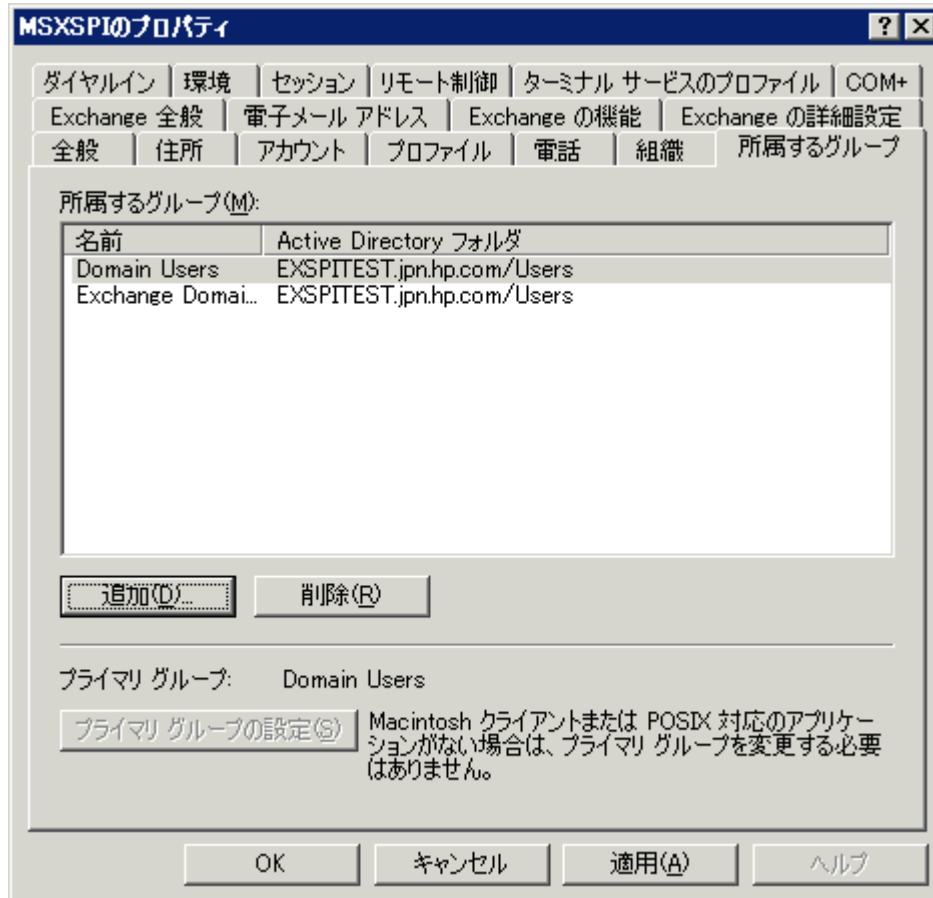 MSXSPIのプロパティ
ダイヤルイン 環境 セッション リモート制御 ターミナル サービスのプロファイル COM+
Exchange 全般 電子メール アドレス Exchange の機能 Exchange の詳細設定
全般 住所 アカウント プロファイル 電話 組織 所属するグループ
所属するグループ(M):
名前 Active Directory フォルダ
Domain Users EXSPITEST.jpn.hp.com/Users
Exchange Domai... EXSPITEST.jpn.hp.com/Users
追加(D)... 削除(R)
プライマリ グループ: Domain Users
プライマリ グループの設定(S)
Macintosh クライアントまたは POSIX 対応のアプリケー
ションがない場合は、プライマリ グループを変更する必要
はありません。
OK キャンセル 適用(A) ヘルプ